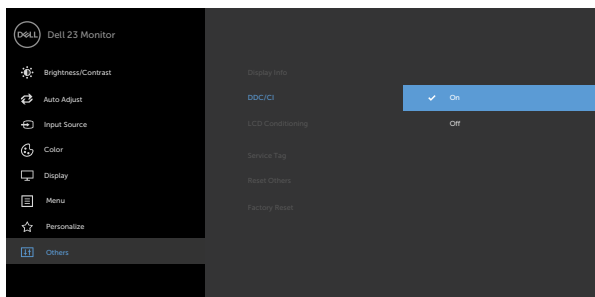 DELL Dell 23 Monitor
Brightness/Contrast
Auto Adjust
Input Source
Color
Display
Menu
Personalize
Others
Display Info
DDC/CI
LCD Conditioning
Service Tag
Reset Others
Factory Reset
On
Off